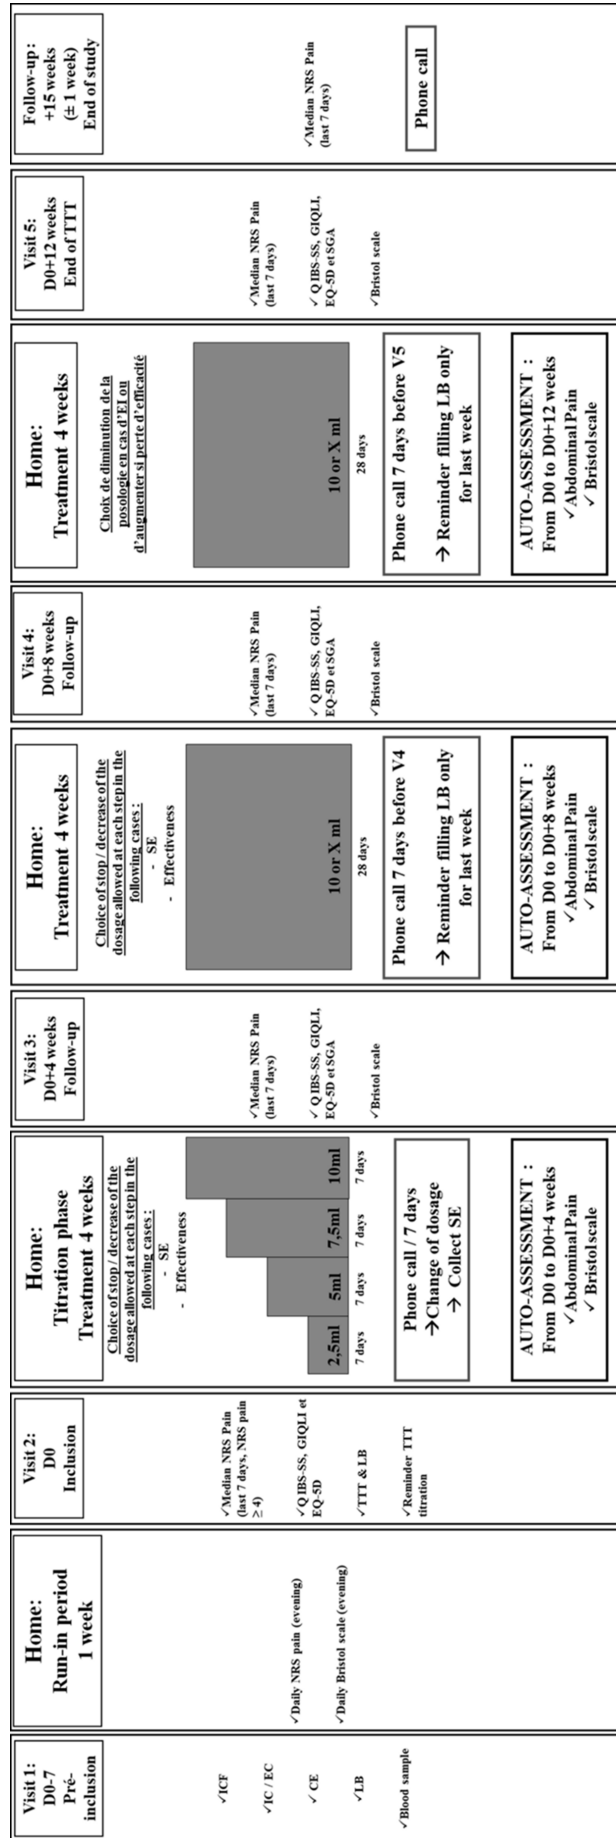 Visit 1:
D0-7
Pré-
inclusion
✓ICF
✓IC / EC
✓ CE
✓LB
✓Blood sample
Home:
Run-in period
1 week
✓Daily NRS pain (evening)
✓Daily Bristol scale (evening)
Visit 2:
D0
Inclusion
✓Median NRS Pain
(last 7 days, NRS pain
≥ 4)
✓Q IBS-SS, GIQLI et
EQ-5D
✓TTT & LB
✓Reminder TTT
titration
Home:
Titration phase
Treatment 4 weeks
Choice of stop / decrease of the
dosage allowed at each step in the
following cases :
- SE
- Effectiveness
2,5ml
5ml
7,5ml
10ml
7 days
7 days
7 days
7 days
Phone call / 7 days
→Change of dosage
→ Collect SE
AUTO-ASSESSMENT :
From D0 to D0+4 weeks
✓Abdominal Pain
✓ Bristol scale
Visit 3:
D0+4 weeks
Follow-up
✓Median NRS Pain
(last 7 days)
✓ Q IBS-SS, GIQLI,
EQ-5D et SGA
✓Bristol scale
Home:
Treatment 4 weeks
Choice of stop / decrease of the
dosage allowed at each step in the
following cases :
- SE
- Effectiveness
10 or X ml
28 days
Phone call 7 days before V4
→ Reminder filling LB only
for last week
AUTO-ASSESSMENT :
From D0 to D0+8 weeks
✓Abdominal Pain
✓ Bristol scale
Visit 4:
D0+8 weeks
Follow-up
✓Median NRS Pain
(last 7 days)
✓ Q IBS-SS, GIQLI,
EQ-5D et SGA
✓Bristol scale
Home:
Treatment 4 weeks
Choix de diminution de la
posologie en cas d'EI ou
d'augmenter si perte d'efficacité
10 or X ml
28 days
Phone call 7 days before V5
→ Reminder filling LB only
for last week
AUTO-ASSESSMENT :
From D0 to D0+12 weeks
✓Abdominal Pain
✓ Bristol scale
Visit 5:
D0+12 weeks
End of TTT
✓Median NRS Pain
(last 7 days)
✓ Q IBS-SS, GIQLI,
EQ-5D et SGA
✓Bristol scale
Follow-up :
+15 weeks
(± 1 week)
End of study
✓Median NRS Pain
(last 7 days)
Phone call